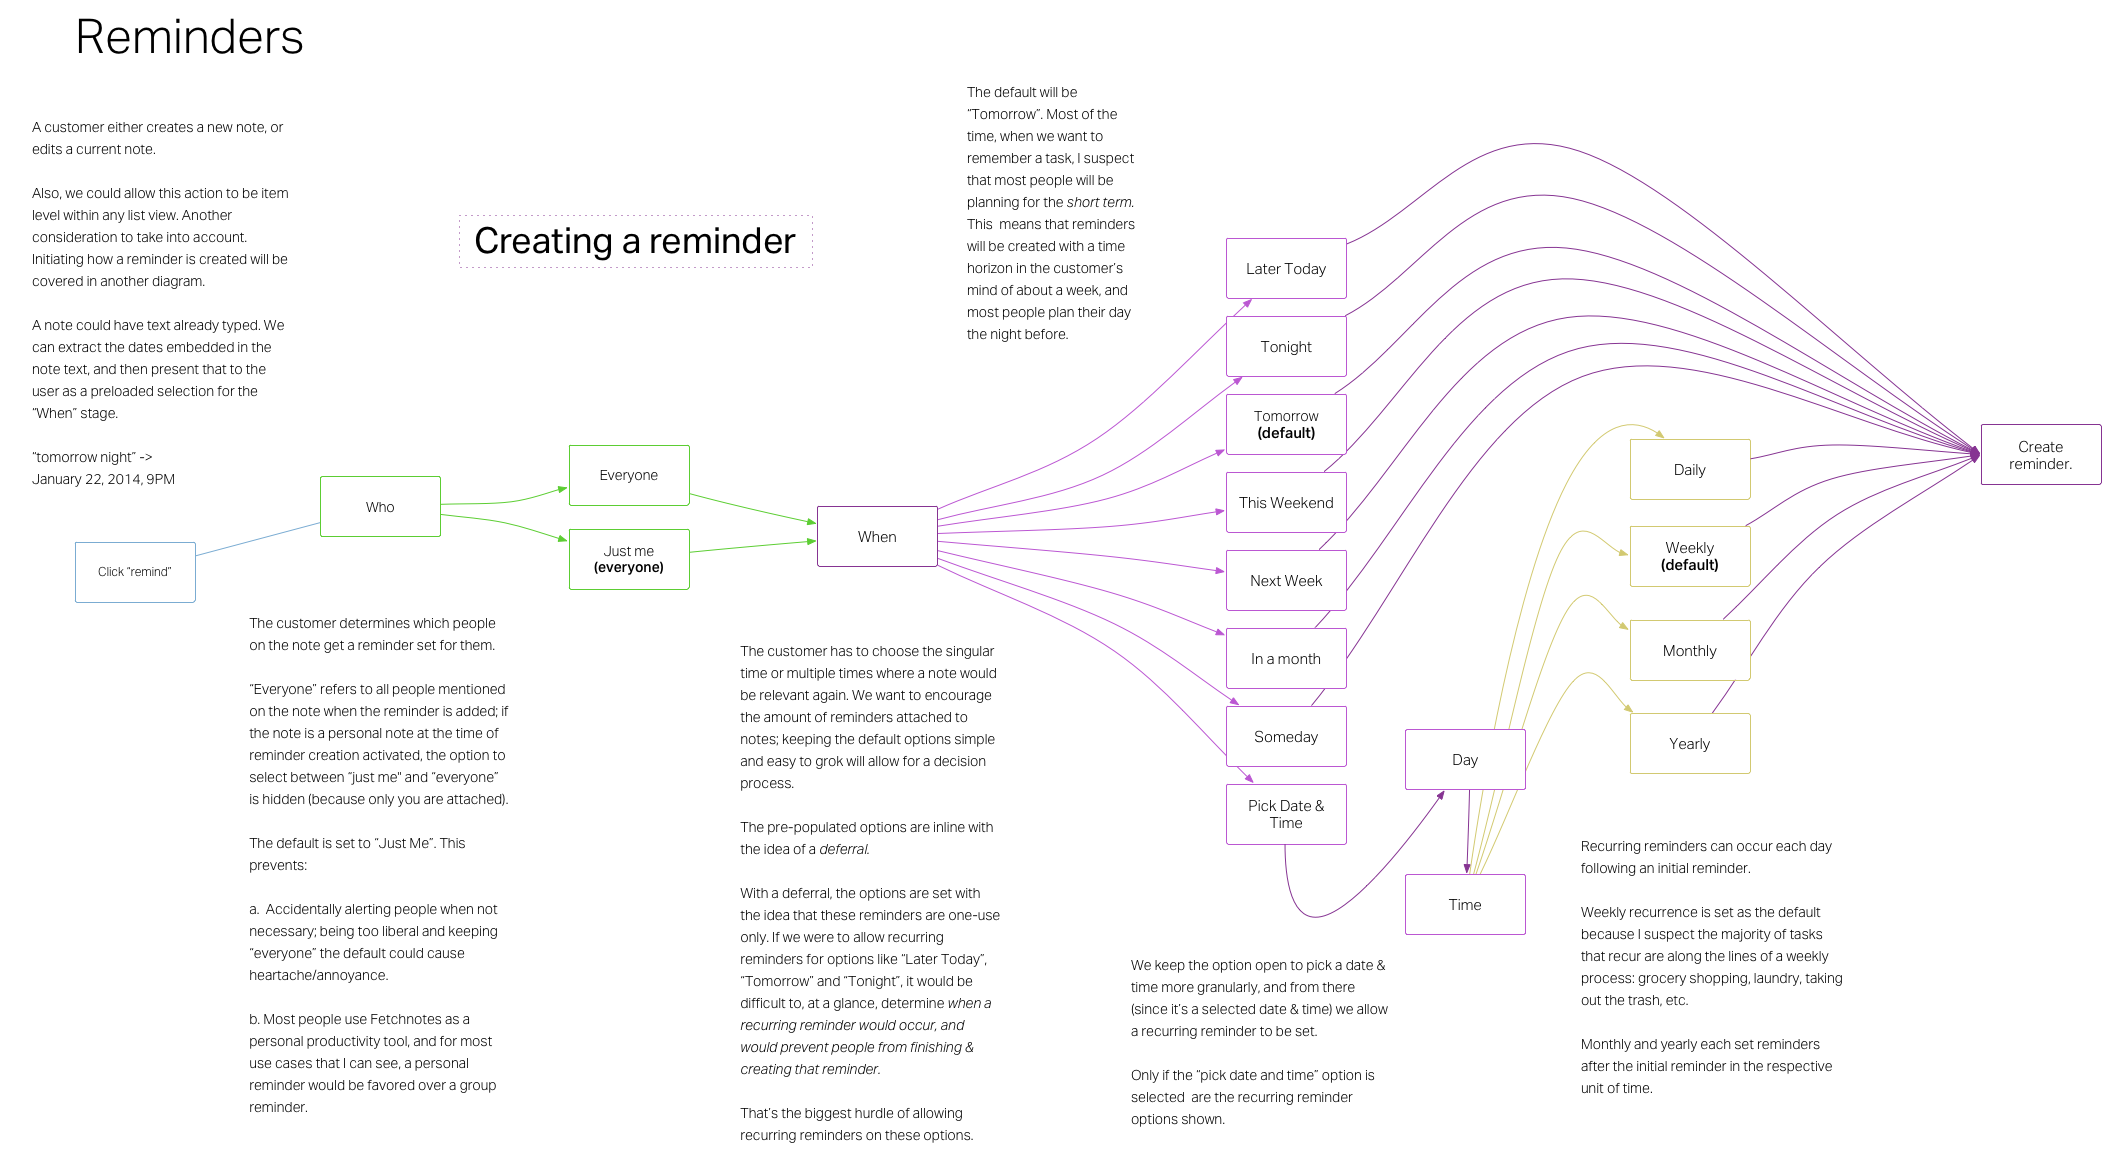 Reminders
A customer either creates a new note, or
edits a current note.
Also, we could allow this action to be item
level within any list view. Another
consideration to take into account.
Initiating how a reminder is created will be
covered in another diagram.
A note could have text already typed. We
can extract the dates embedded in the
note text, and then present that to the
user as a preloaded selection for the
“When” stage.
“tomorrow night” ->
January 22, 2014, 9PM
Creating a reminder
Click “remind”
Who
Everyone
Just me
(everyone)
When
The customer determines which people
on the note get a reminder set for them.
“Everyone” refers to all people mentioned
on the note when the reminder is added; if
the note is a personal note at the time of
reminder creation activated, the option to
select between “just me" and “everyone”
is hidden (because only you are attached).
The default is set to “Just Me”. This
prevents:
a.  Accidentally alerting people when not
necessary; being too liberal and keeping
“everyone” the default could cause
heartache/annoyance.
b. Most people use Fetchnotes as a
personal productivity tool, and for most
use cases that I can see, a personal
reminder would be favored over a group
reminder.
The customer has to choose the singular
time or multiple times where a note would
be relevant again. We want to encourage
the amount of reminders attached to
notes; keeping the default options simple
and easy to grok will allow for a decision
process.
The pre-populated options are inline with
the idea of a deferral.
With a deferral, the options are set with
the idea that these reminders are one-use
only. If we were to allow recurring
reminders for options like “Later Today”,
“Tomorrow” and “Tonight”, it would be
difficult to, at a glance, determine when a
recurring reminder would occur, and
would prevent people from finishing &
creating that reminder.
That’s the biggest hurdle of allowing
recurring reminders on these options.
The default will be
“Tomorrow”. Most of the
time, when we want to
remember a task, I suspect
that most people will be
planning for the short term.
This  means that reminders
will be created with a time
horizon in the customer’s
mind of about a week, and
most people plan their day
the night before.
Later Today
Tonight
Tomorrow
(default)
This Weekend
Next Week
In a month
Someday
Pick Date &
Time
Day
Time
We keep the option open to pick a date &
time more granularly, and from there
(since it’s a selected date & time) we allow
a recurring reminder to be set.
Only if the “pick date and time” option is
selected  are the recurring reminder
options shown.
Daily
Weekly
(default)
Monthly
Yearly
Recurring reminders can occur each day
following an initial reminder.
Weekly recurrence is set as the default
because I suspect the majority of tasks
that recur are along the lines of a weekly
process: grocery shopping, laundry, taking
out the trash, etc.
Monthly and yearly each set reminders
after the initial reminder in the respective
unit of time.
Create
reminder.